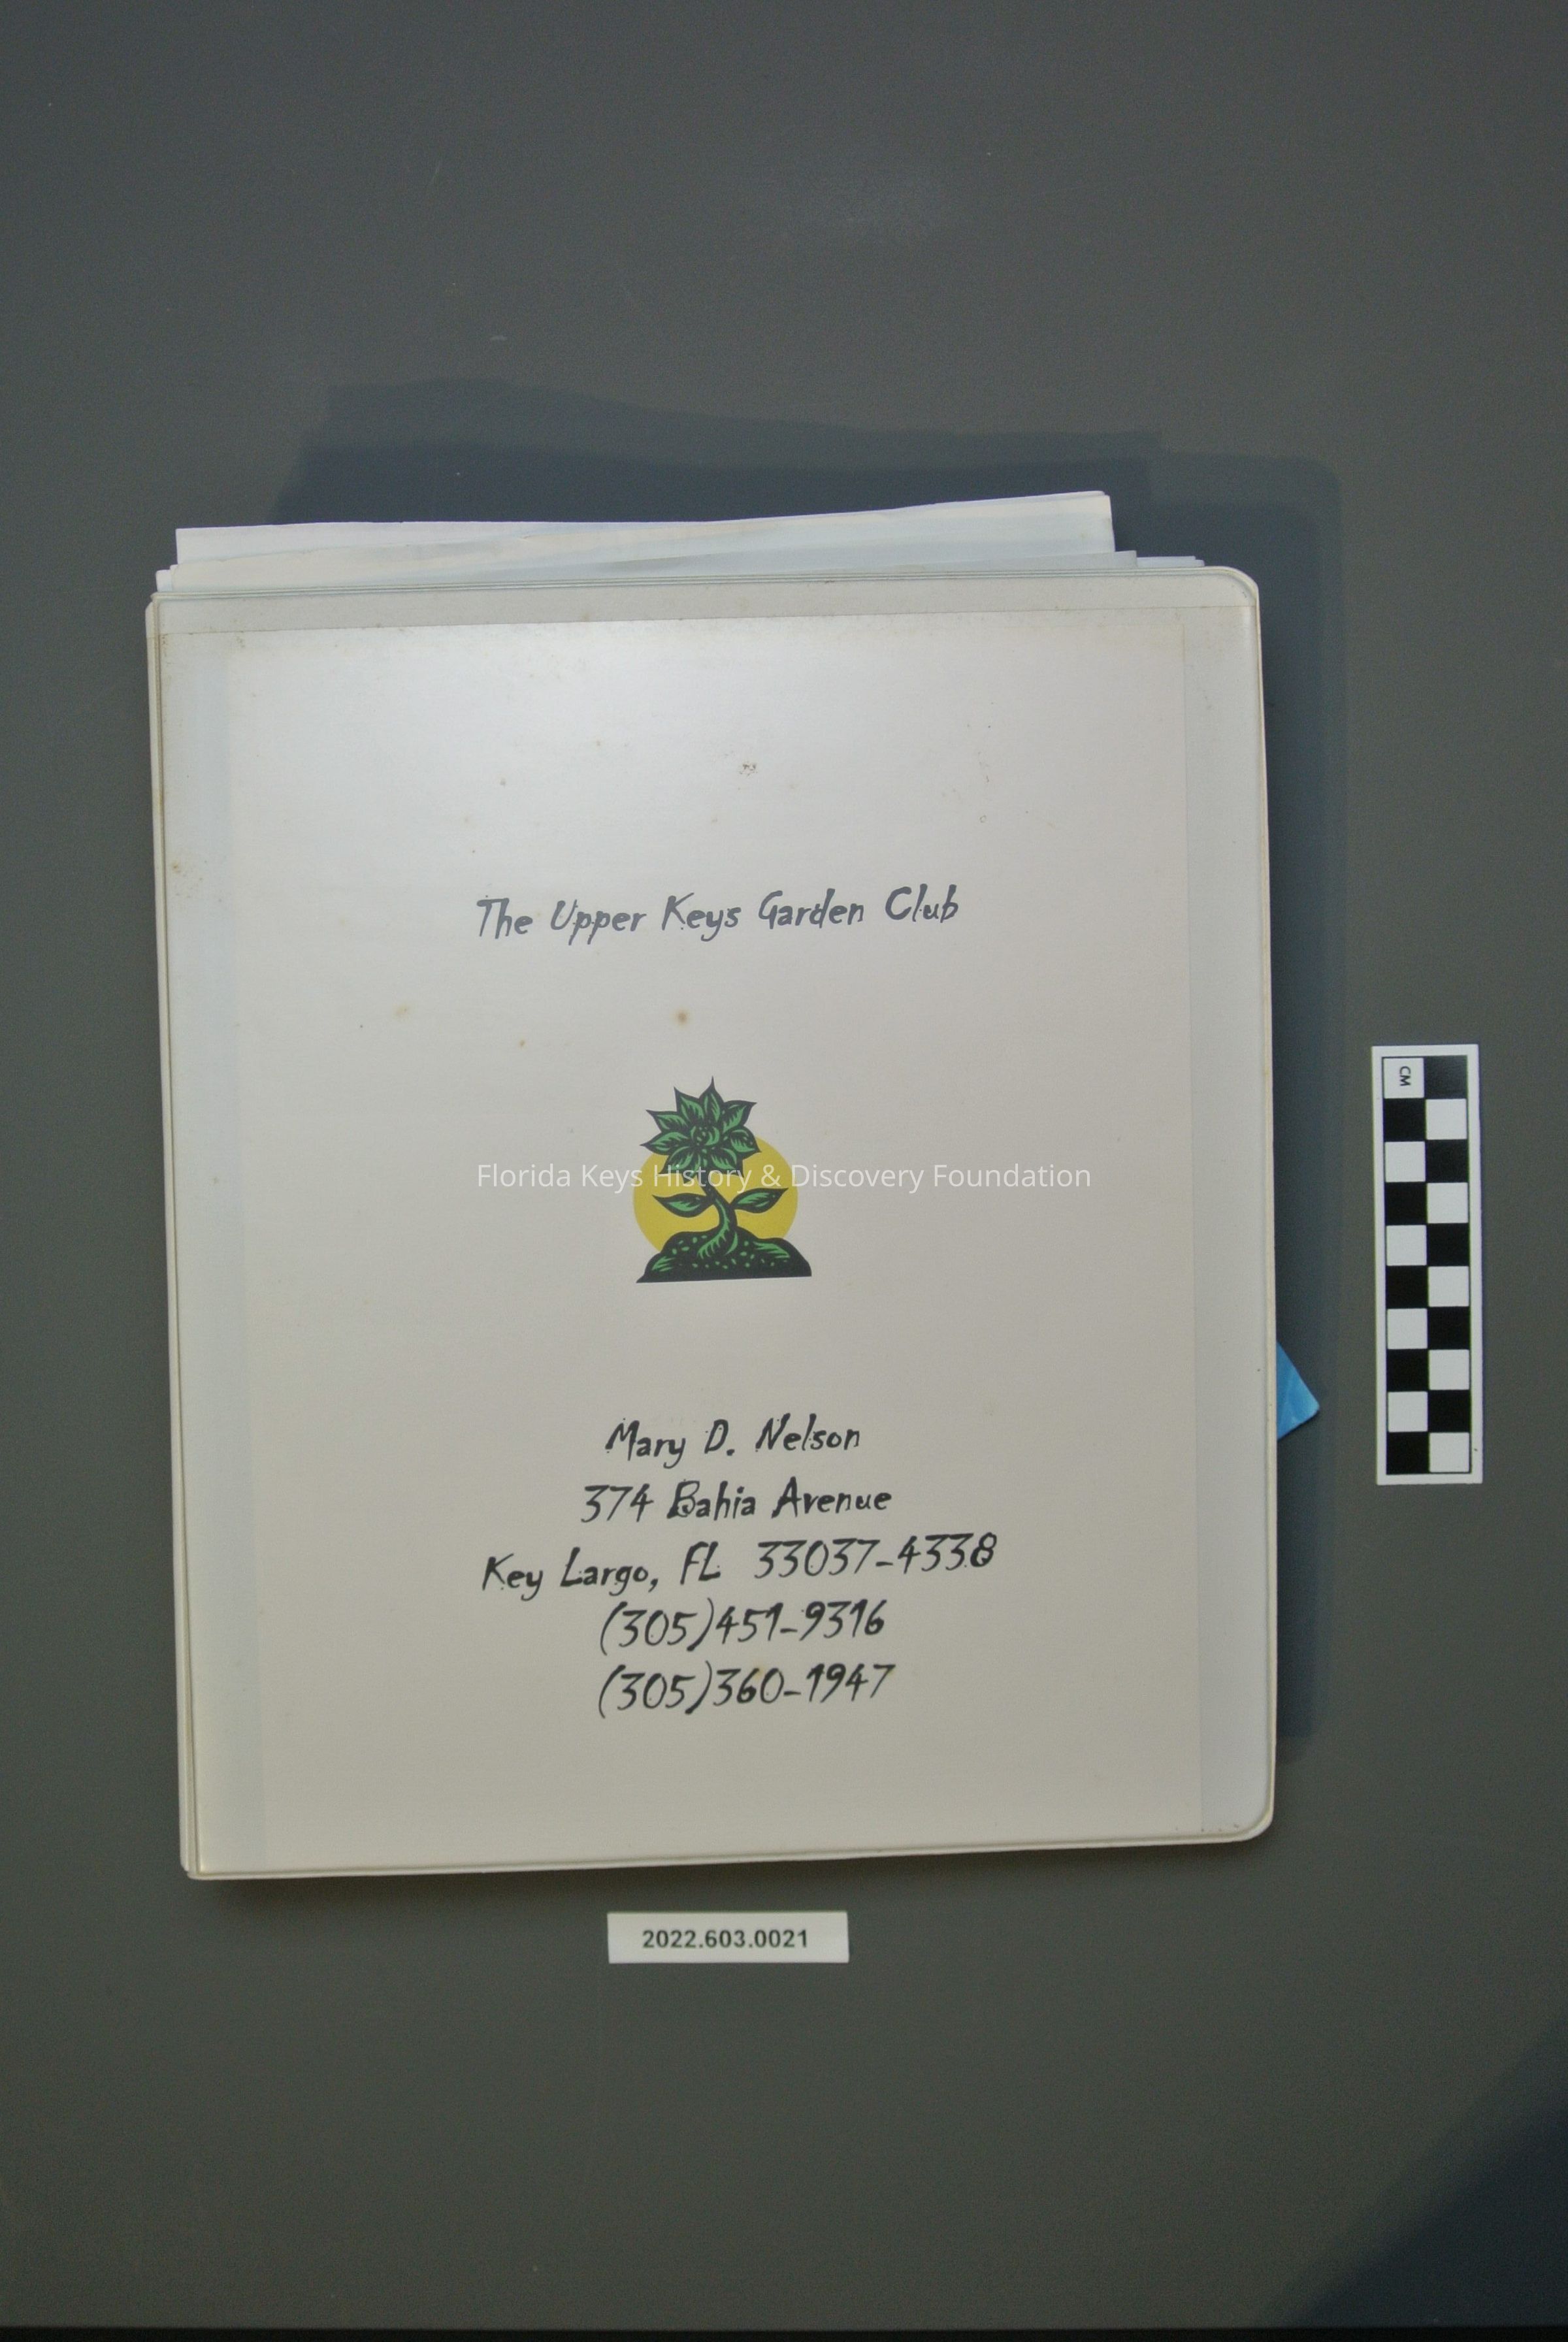 The Upper Keys Garden Club
Florida Keys History & Discovery Foundation
Mary D. Nelson
374 Bahia Avenue
Key Largo, FL 33037-4338
(305)451-9316
(305)360-1947
CM
2022.603.0021